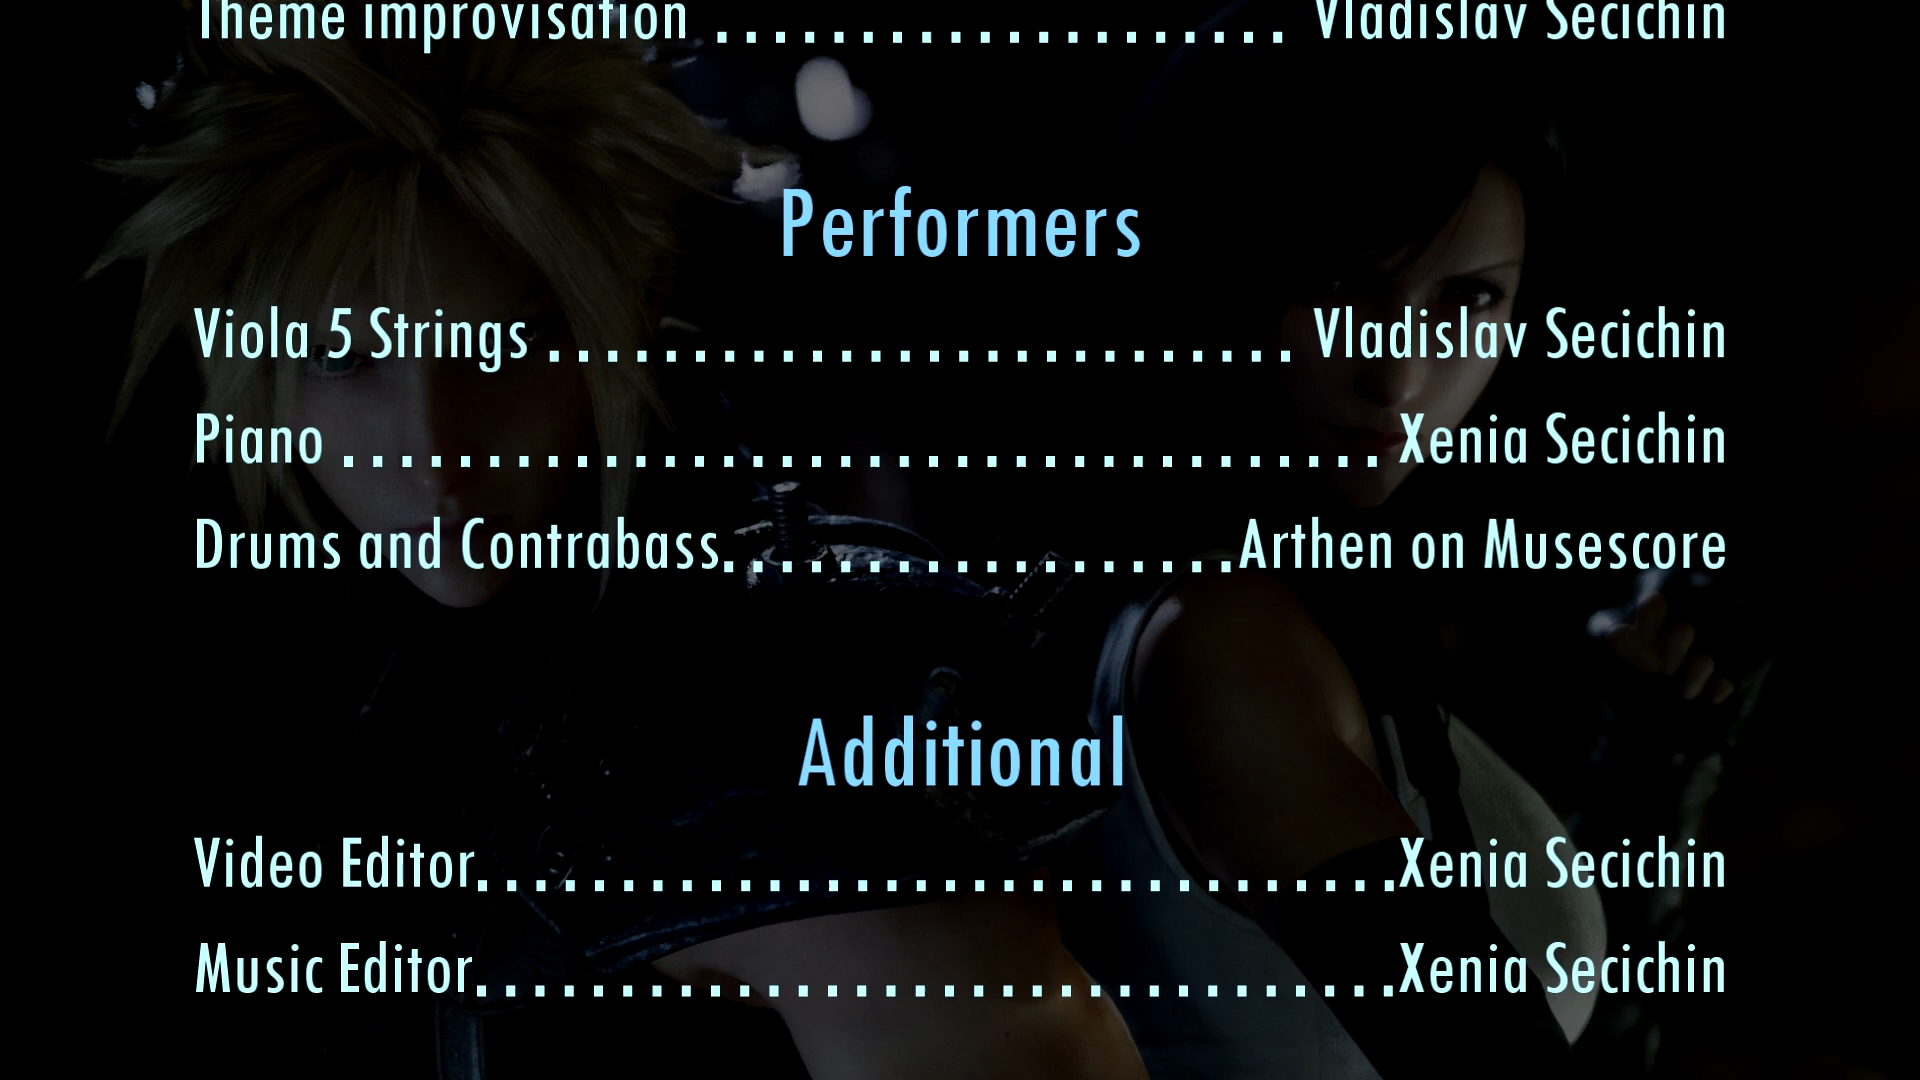 Theme improvisation .................... Vladislav Secichin
Performers
Viola 5 Strings .......................... Vladislav Secichin
Piano .................................... Xenia Secichin
Drums and Contrabass..................Arthen on Musescore
Additional
Video Editor................................Xenia Secichin
Music Editor................................Xenia Secichin